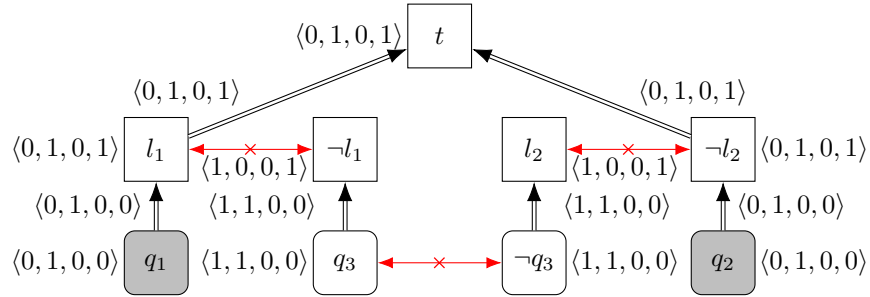 ⟨0, 1, 0, 1⟩ t
⟨0, 1, 0, 1⟩ ⟨0, 1, 0, 1⟩
⟨0, 1, 0, 1⟩ l₁ ¬l₁ l₂ ¬l₂ ⟨0, 1, 0, 1⟩
⟨1, 0, 0, 1⟩ ⟨1, 0, 0, 1⟩
⟨0, 1, 0, 0⟩ ⟨1, 1, 0, 0⟩ ⟨1, 1, 0, 0⟩ ⟨0, 1, 0, 0⟩
⟨0, 1, 0, 0⟩ q₁ ⟨1, 1, 0, 0⟩ q₃ ¬q₃ ⟨1, 1, 0, 0⟩ q₂ ⟨0, 1, 0, 0⟩